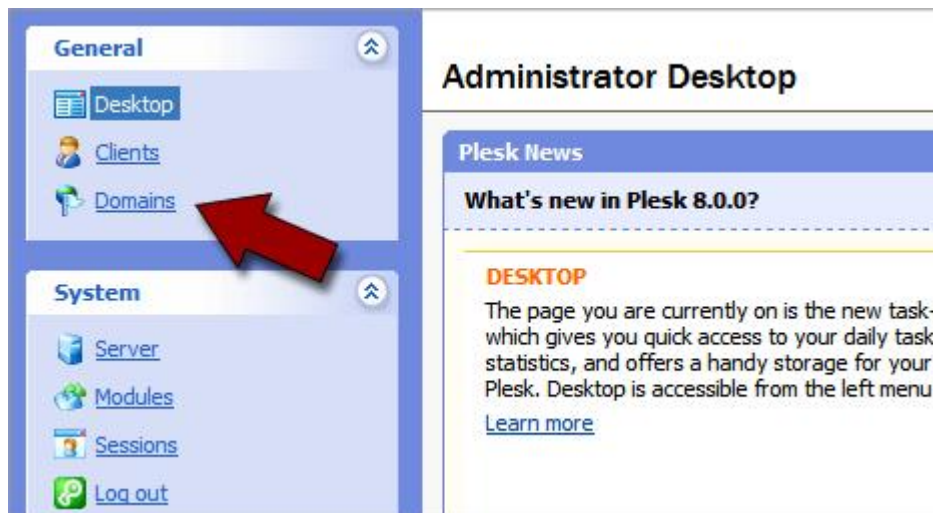 General
Desktop
Clients
Domains
System
Server
Modules
Sessions
Log out
Administrator Desktop
Plesk News
What's new in Plesk 8.0.0?
DESKTOP
The page you are currently on is the new task-
which gives you quick access to your daily task
statistics, and offers a handy storage for your
Plesk. Desktop is accessible from the left menu
Learn more